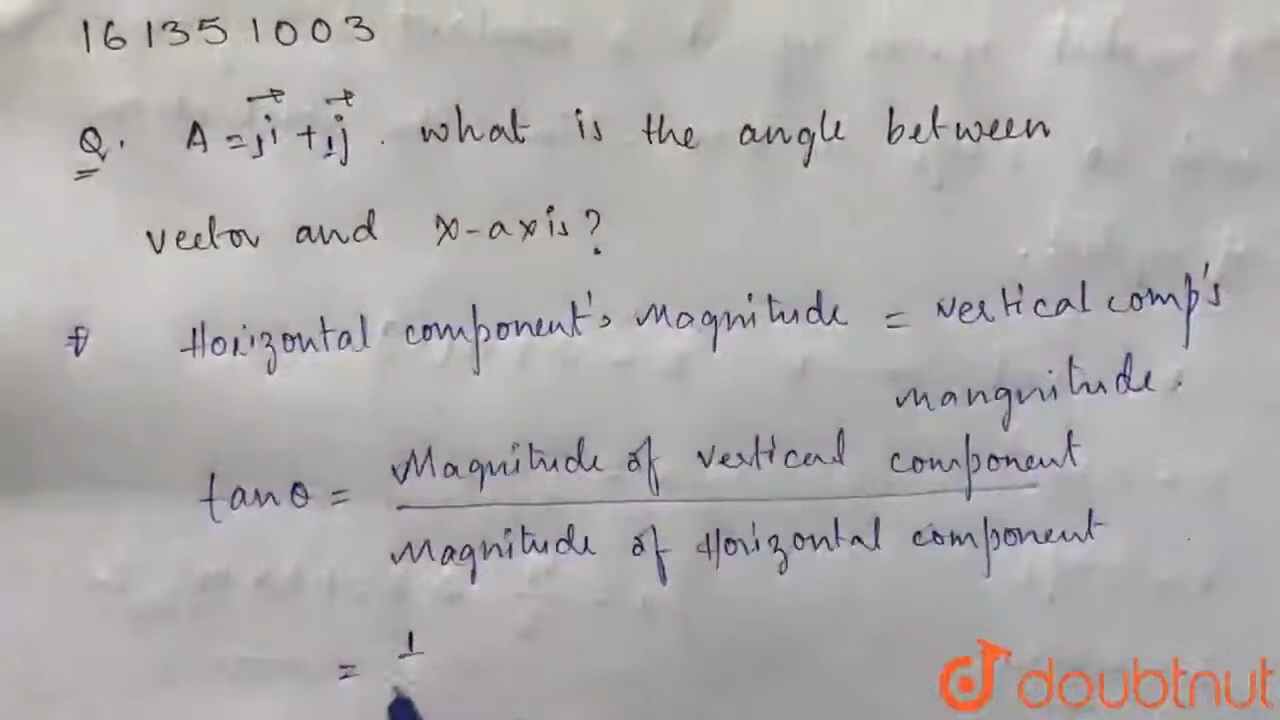 161351003
Q. A = 1i + 1j. what is the angle between
vector and x-axis?
Horizontal component's Magnitude = vertical comp's
mangnitude.
tanθ = Magnitude of vertical component
Magnitude of Horizontal component
= 1
doubtnut